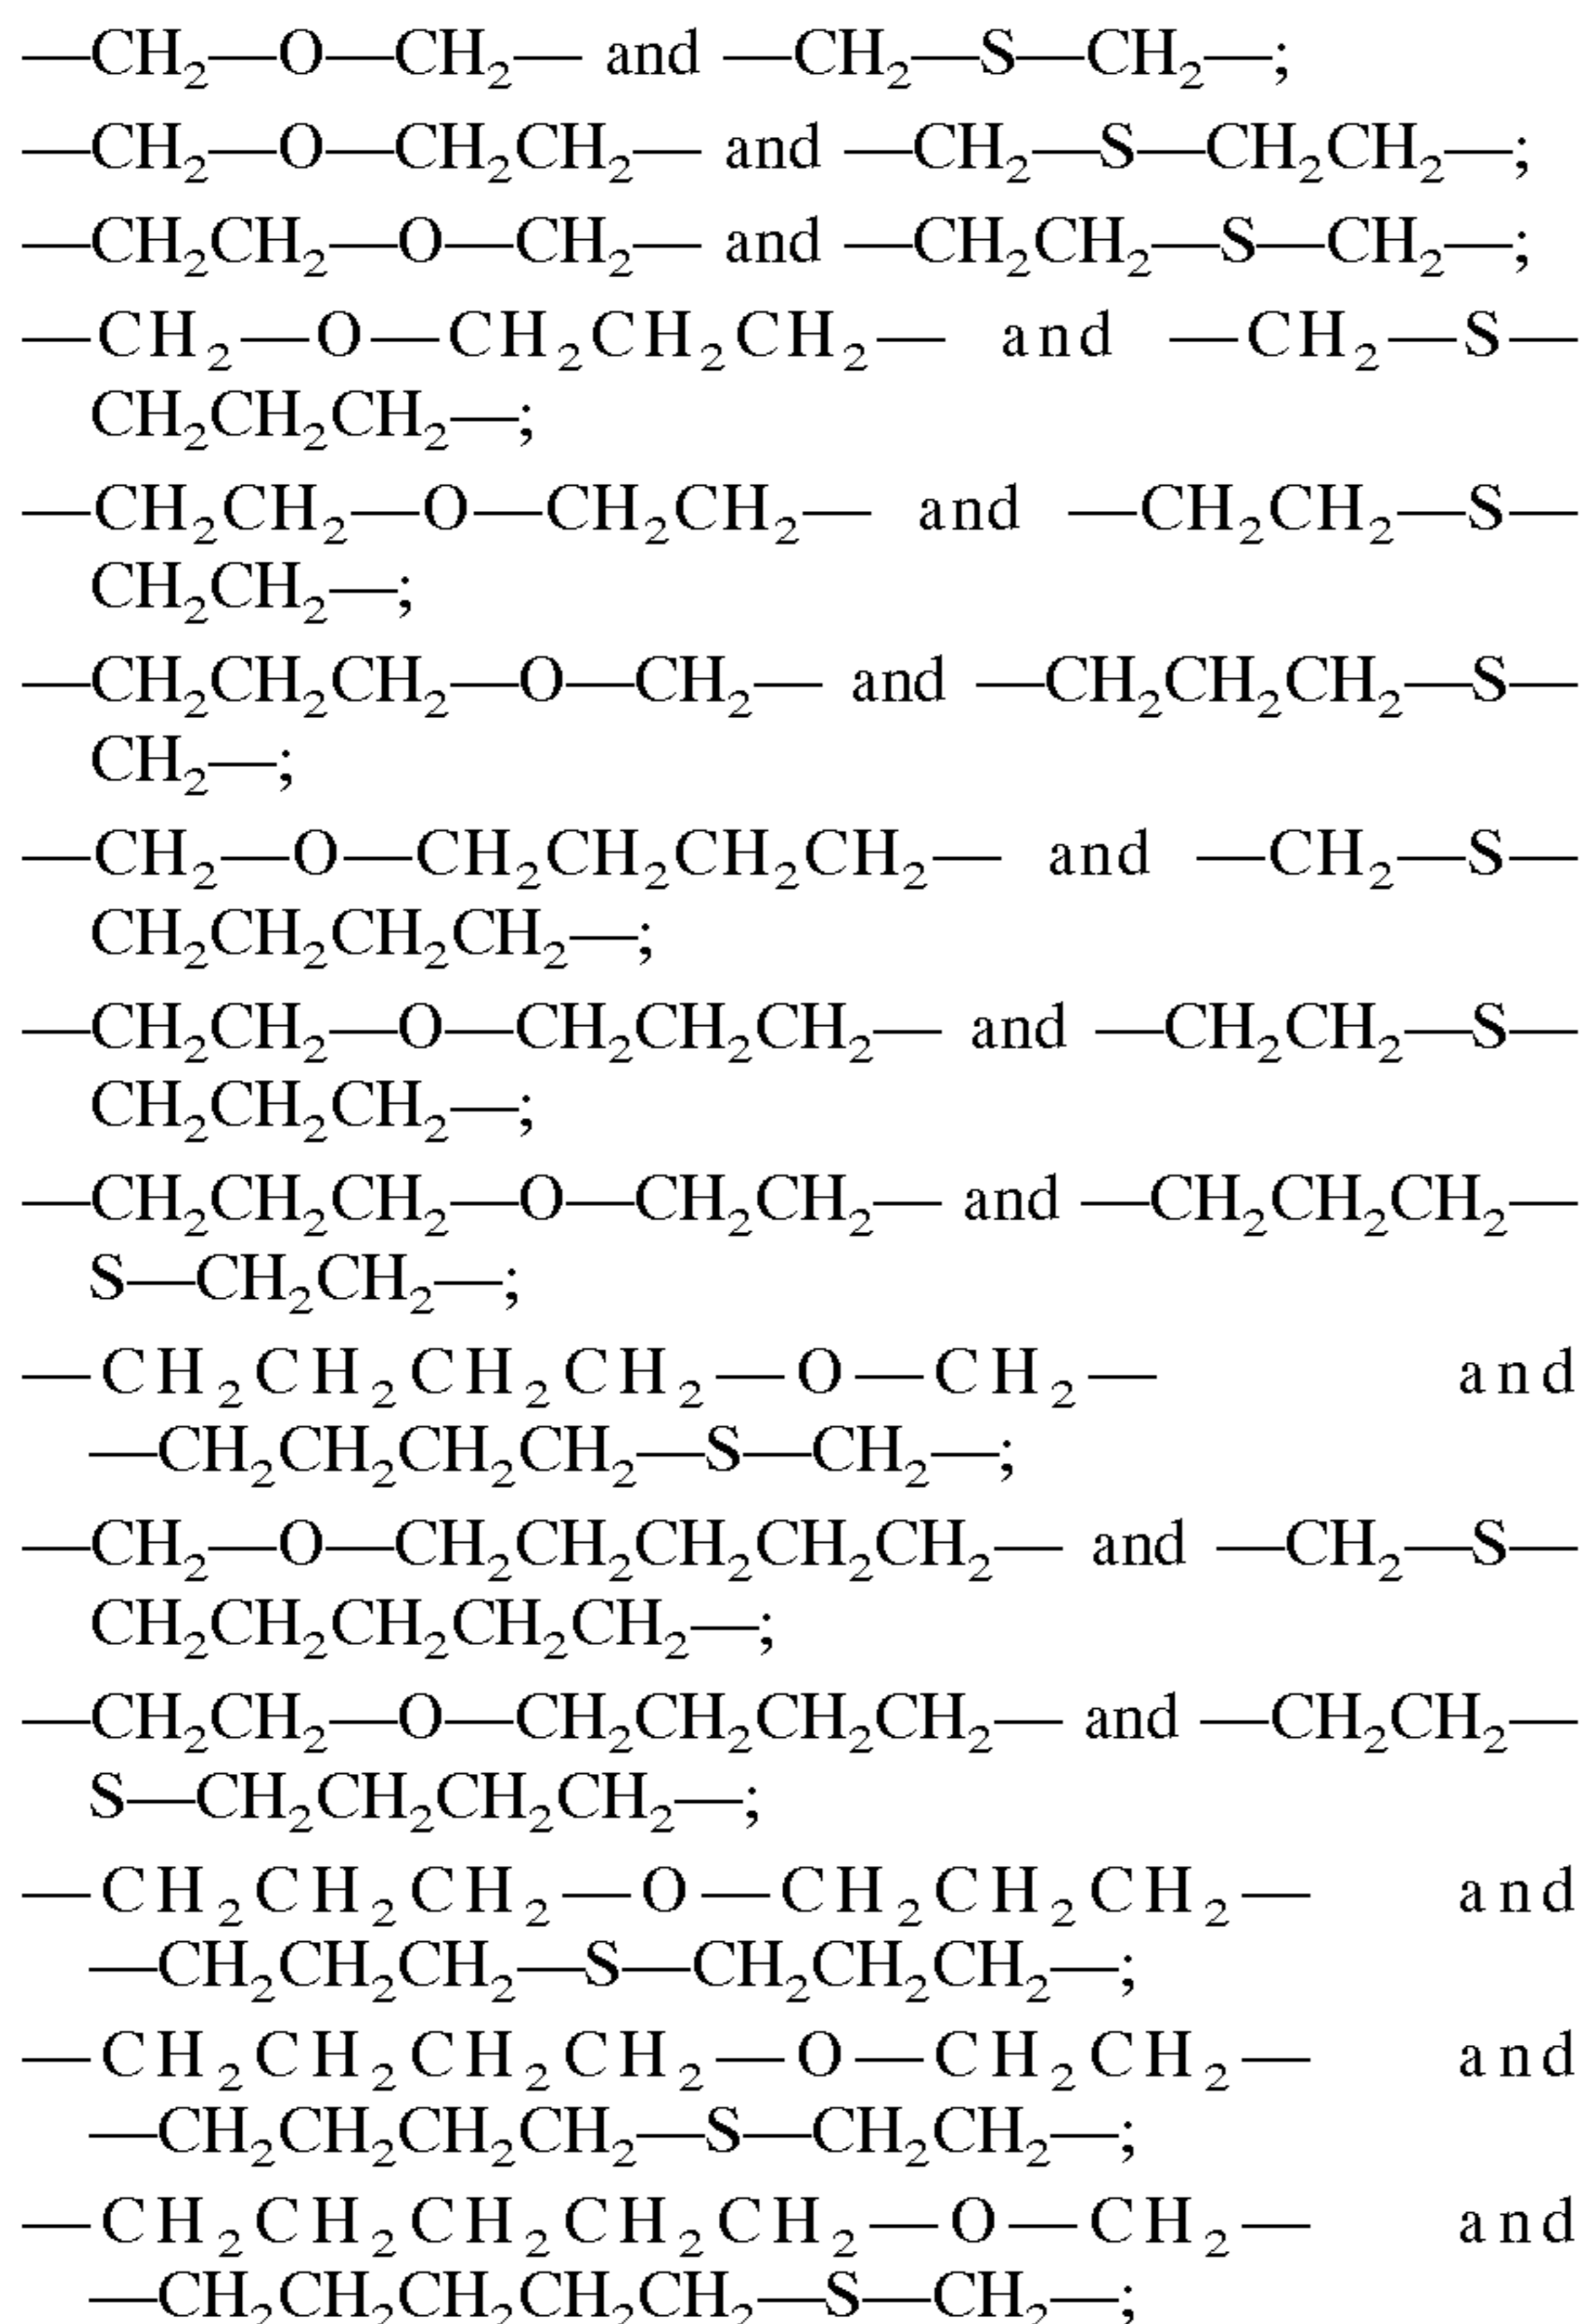 —CH₂—O—CH₂— and —CH₂—S—CH₂—;
—CH₂—O—CH₂CH₂— and —CH₂—S—CH₂CH₂—;
—CH₂CH₂—O—CH₂— and —CH₂CH₂—S—CH₂—;
—CH₂—O—CH₂CH₂CH₂— and —CH₂—S—
CH₂CH₂CH₂—;
—CH₂CH₂—O—CH₂CH₂— and —CH₂CH₂—S—
CH₂CH₂—;
—CH₂CH₂CH₂—O—CH₂— and —CH₂CH₂CH₂—S—
CH₂—;
—CH₂—O—CH₂CH₂CH₂CH₂— and —CH₂—S—
CH₂CH₂CH₂CH₂—;
—CH₂CH₂—O—CH₂CH₂CH₂— and —CH₂CH₂—S—
CH₂CH₂CH₂—;
—CH₂CH₂CH₂—O—CH₂CH₂— and —CH₂CH₂CH₂—
S—CH₂CH₂—;
—CH₂CH₂CH₂CH₂—O—CH₂— and
—CH₂CH₂CH₂CH₂—S—CH₂—;
—CH₂—O—CH₂CH₂CH₂CH₂CH₂— and —CH₂—S—
CH₂CH₂CH₂CH₂CH₂—;
—CH₂CH₂—O—CH₂CH₂CH₂CH₂— and —CH₂CH₂—
S—CH₂CH₂CH₂CH₂—;
—CH₂CH₂CH₂—O—CH₂CH₂CH₂— and
—CH₂CH₂CH₂—S—CH₂CH₂CH₂—;
—CH₂CH₂CH₂CH₂—O—CH₂CH₂— and
—CH₂CH₂CH₂CH₂—S—CH₂CH₂—;
—CH₂CH₂CH₂CH₂CH₂—O—CH₂— and
—CH₂CH₂CH₂CH₂CH₂—S—CH₂—;